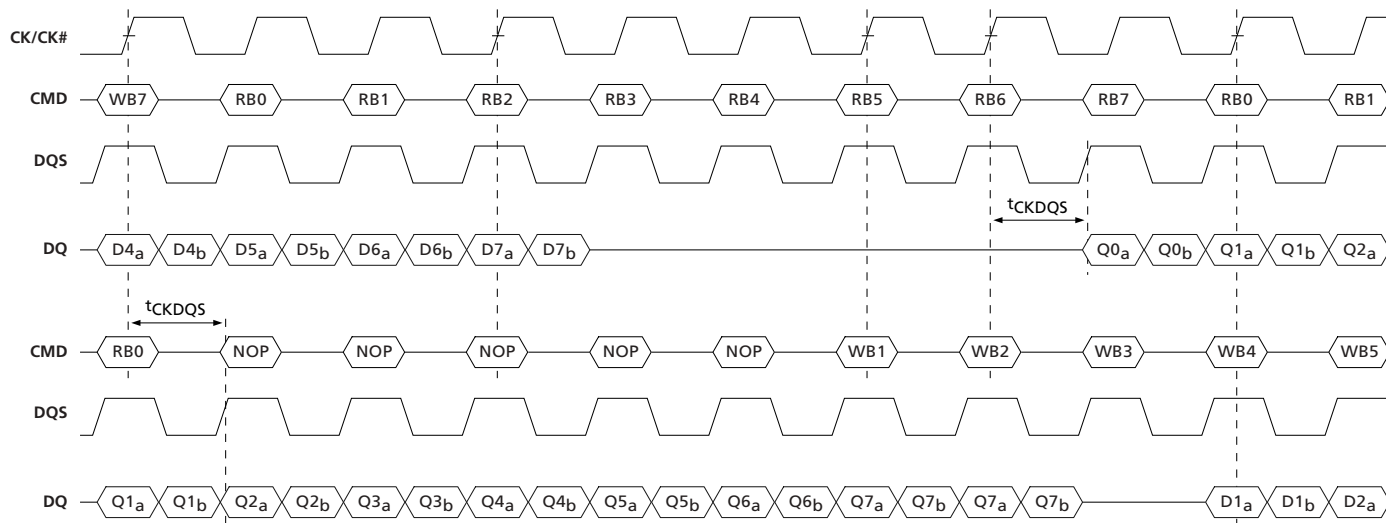 CK/CK#
CMD WB7 RB0 RB1 RB2 RB3 RB4 RB5 RB6 RB7 RB0 RB1
DQS
tCKDQS
DQ D4a D4b D5a D5b D6a D6b D7a D7b Q0a Q0b Q1a Q1b Q2a
tCKDQS
CMD RB0 NOP NOP NOP NOP NOP WB1 WB2 WB3 WB4 WB5
DQS
DQ Q1a Q1b Q2a Q2b Q3a Q3b Q4a Q4b Q5a Q5b Q6a Q6b Q7a Q7b Q7a Q7b D1a D1b D2a